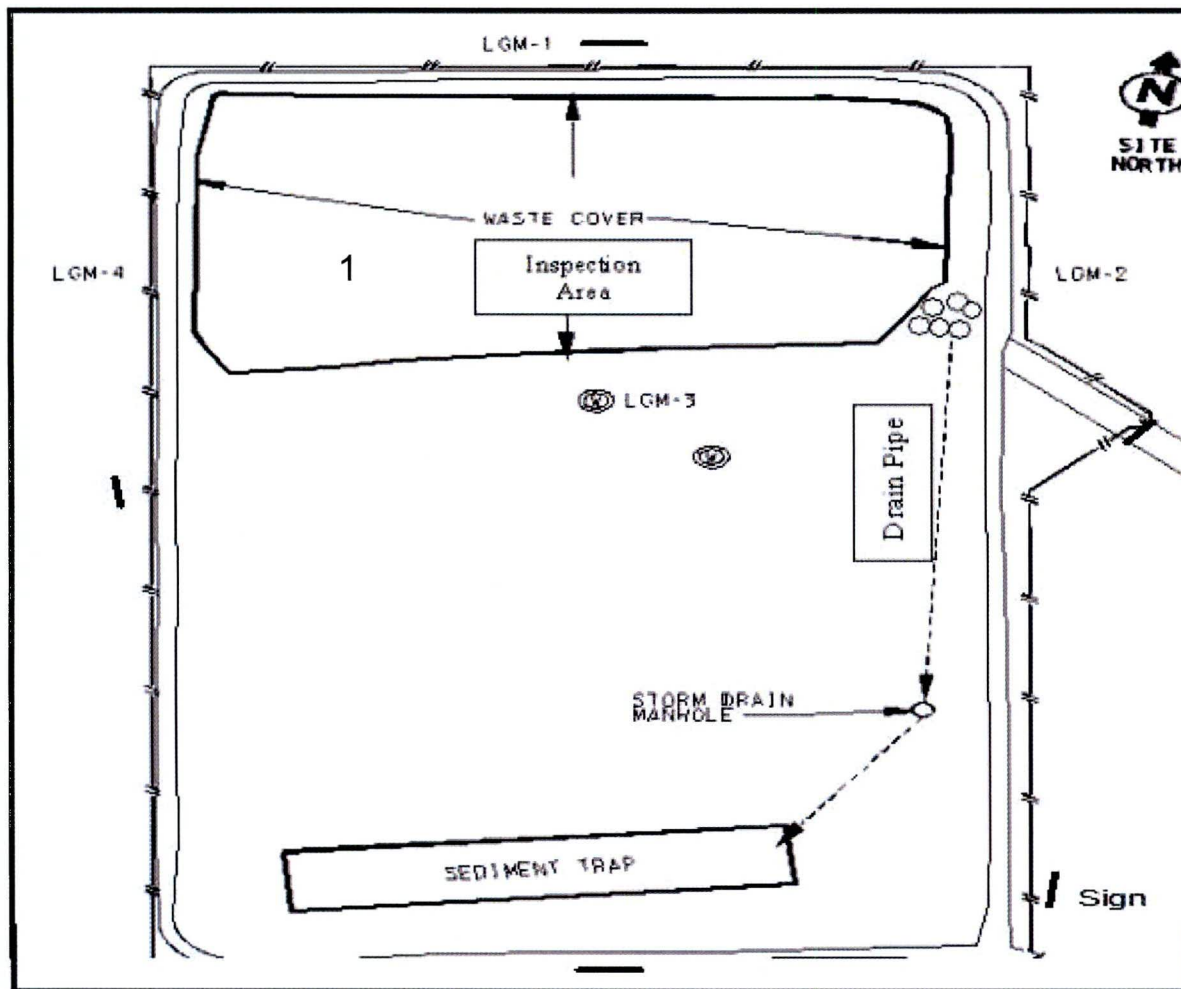 LGM-1
N
SITE
NORTH
WASTE COVER
1
Inspection
Area
LGM-4
LGM-2
LGM-3
Drain Pipe
STORM DRAIN
MANHOLE
SEDIMENT TRAP
Sign